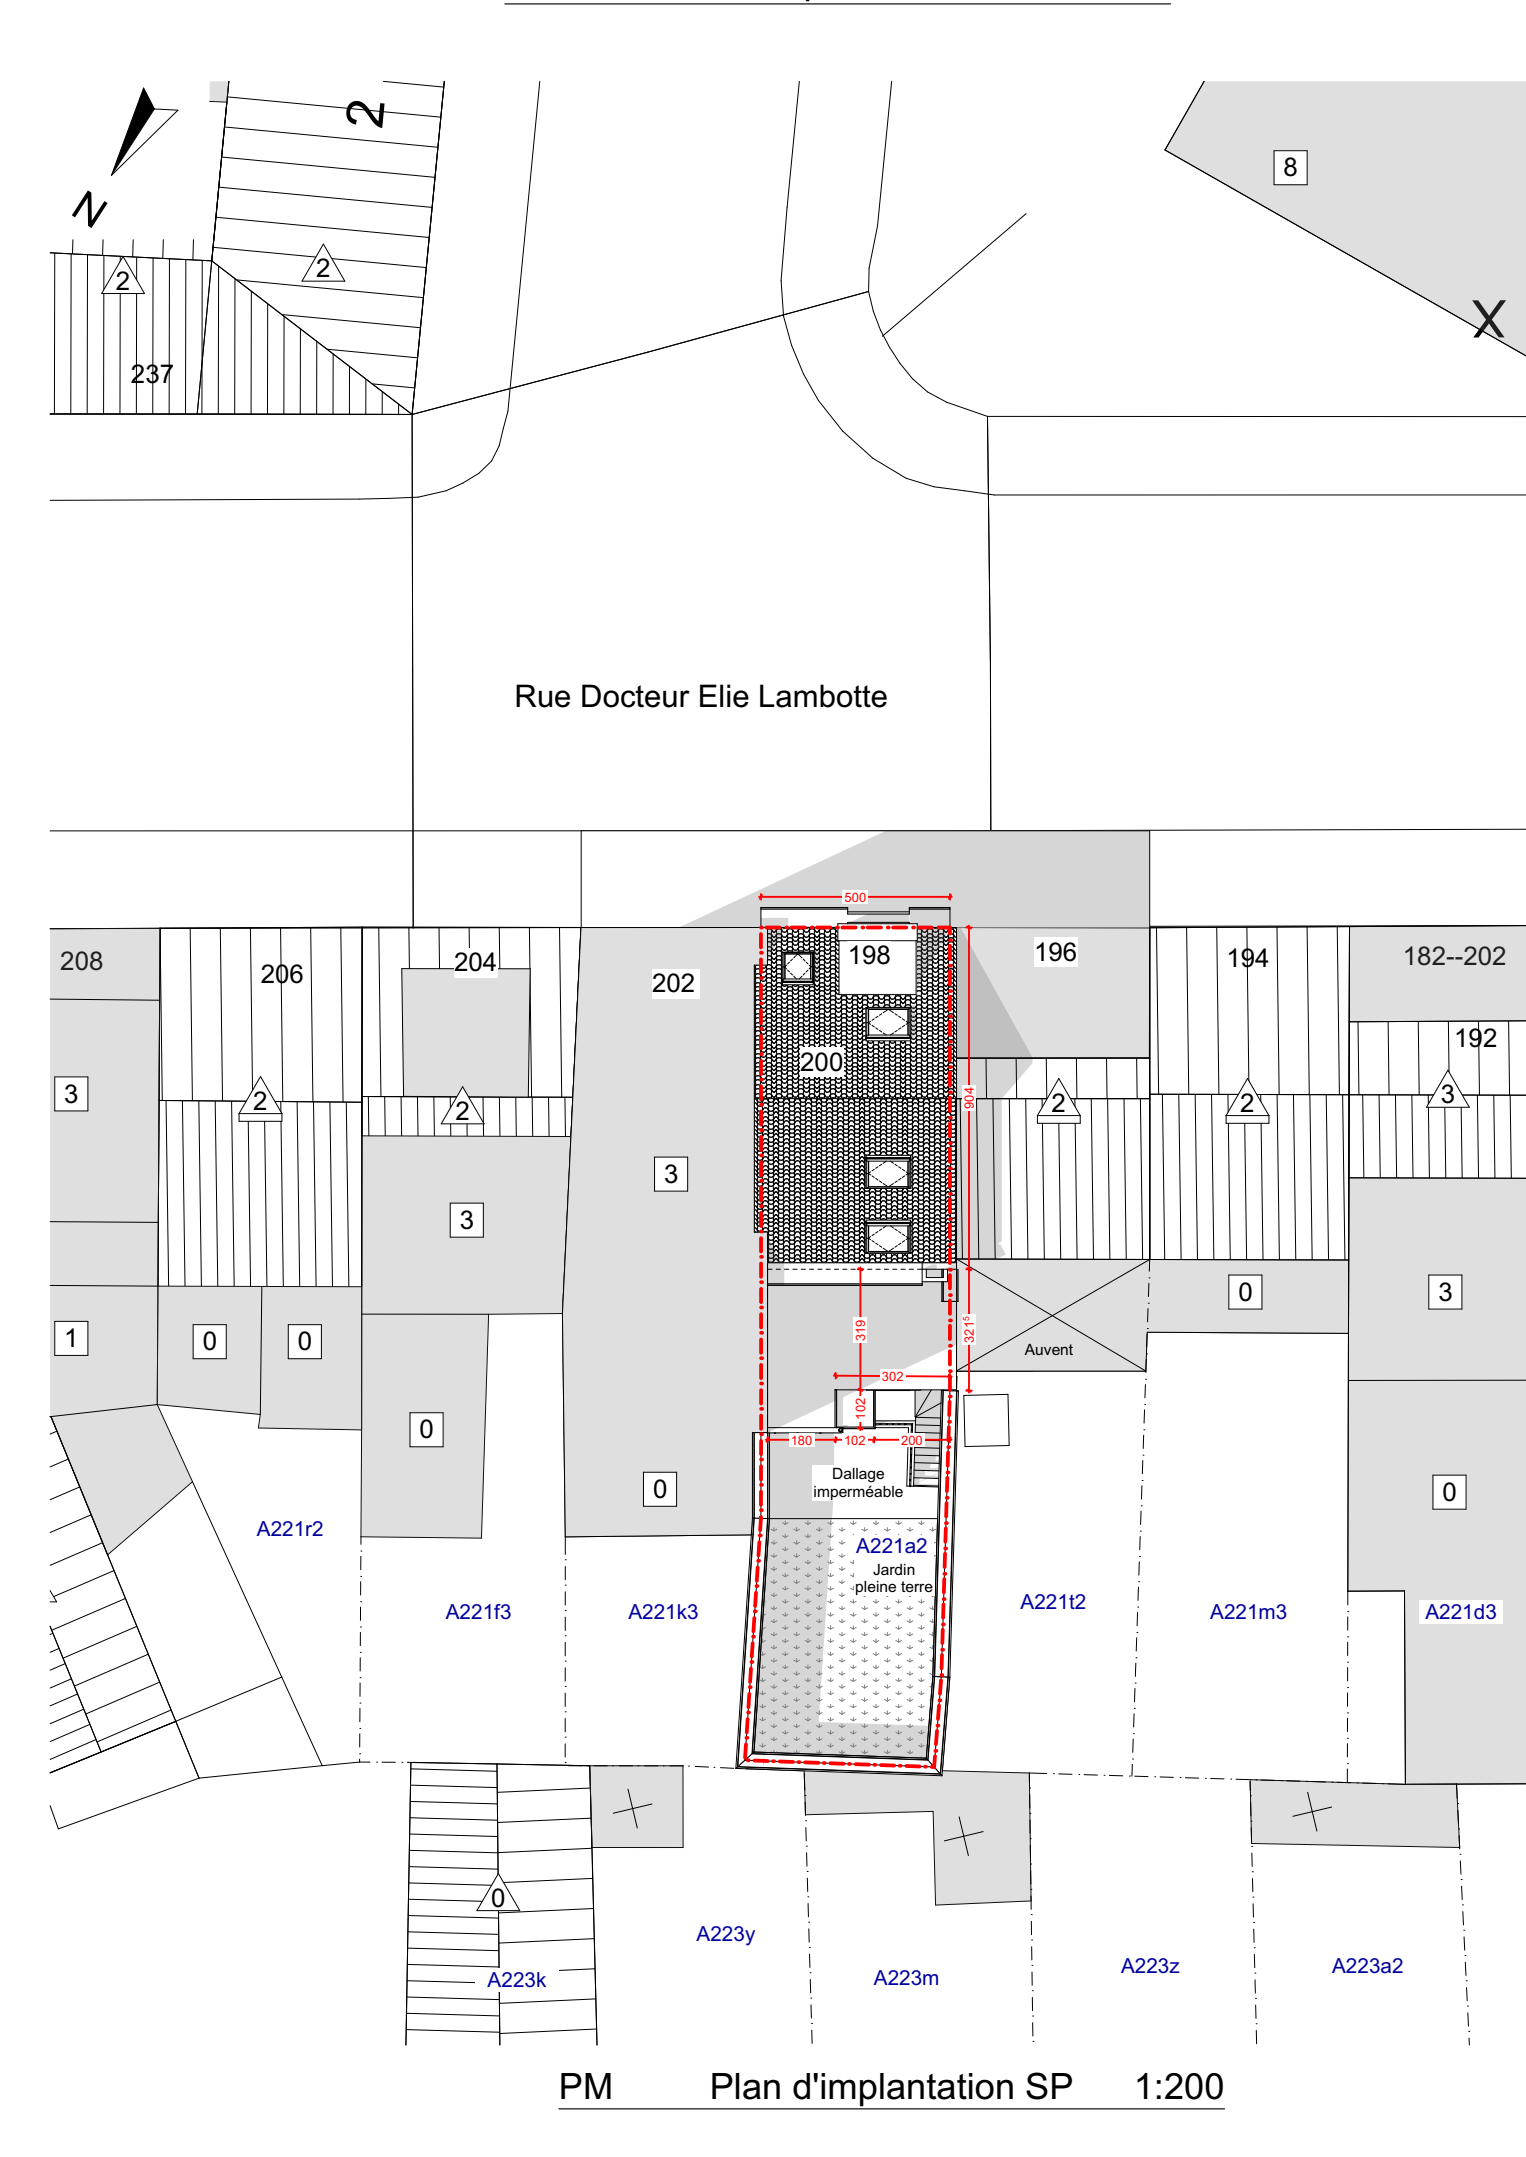 2
8
N
2
2
X
237
Rue Docteur Elie Lambotte
500
208
206
204
202
198
196
194
182--202
192
200
3
2
2
904
2
2
3
3
3
0
3
1
0
0
319
321⁵
Auvent
302
102
0
180
102
200
Dallage
imperméable
0
0
A221r2
A221a2
Jardin
pleine terre
A221f3
A221k3
A221t2
A221m3
A221d3
0
A223y
A223k
A223m
A223z
A223a2
PM Plan d'implantation SP 1:200